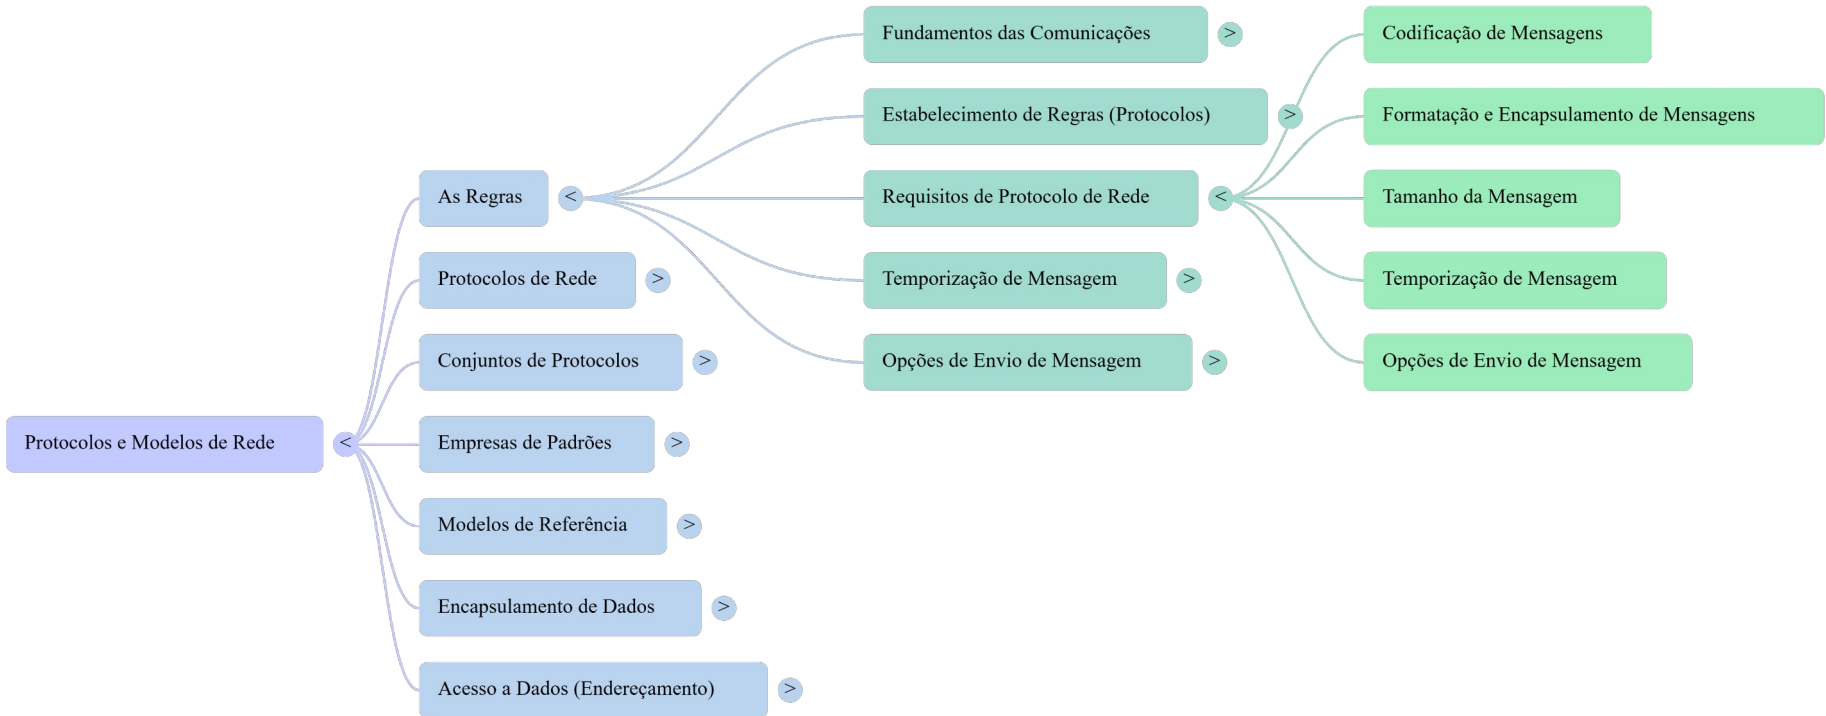 Protocolos e Modelos de Rede
<
As Regras
<
Protocolos de Rede
>
Conjuntos de Protocolos
>
Empresas de Padrões
>
Modelos de Referência
>
Encapsulamento de Dados
>
Acesso a Dados (Endereçamento)
>
Fundamentos das Comunicações
>
Estabelecimento de Regras (Protocolos)
>
Requisitos de Protocolo de Rede
<
Temporização de Mensagem
>
Opções de Envio de Mensagem
>
Codificação de Mensagens
Formatação e Encapsulamento de Mensagens
Tamanho da Mensagem
Temporização de Mensagem
Opções de Envio de Mensagem